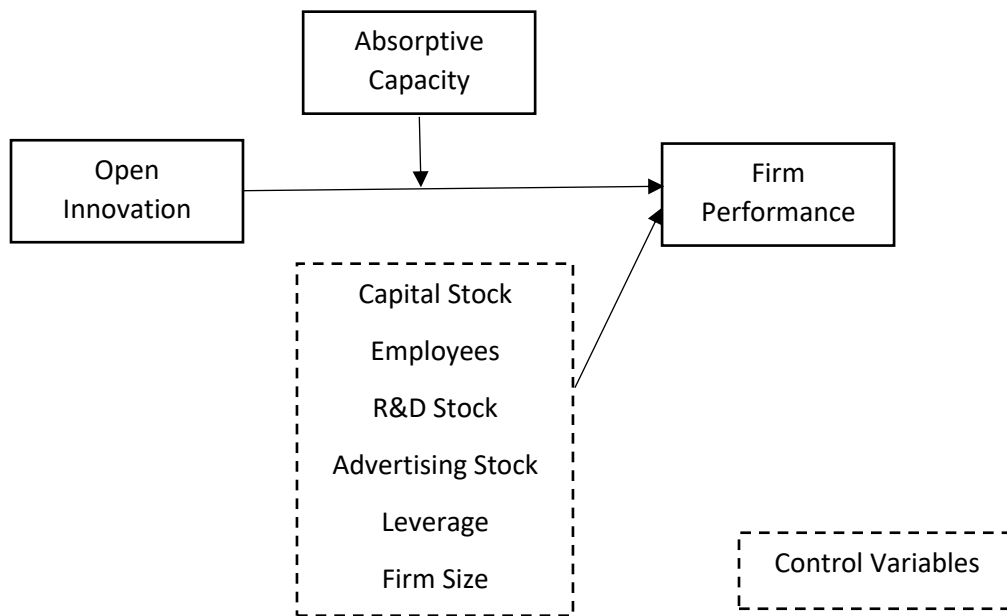 Absorptive
Capacity
Open
Innovation
Firm
Performance
Capital Stock
Employees
R&D Stock
Advertising Stock
Leverage
Firm Size
Control Variables